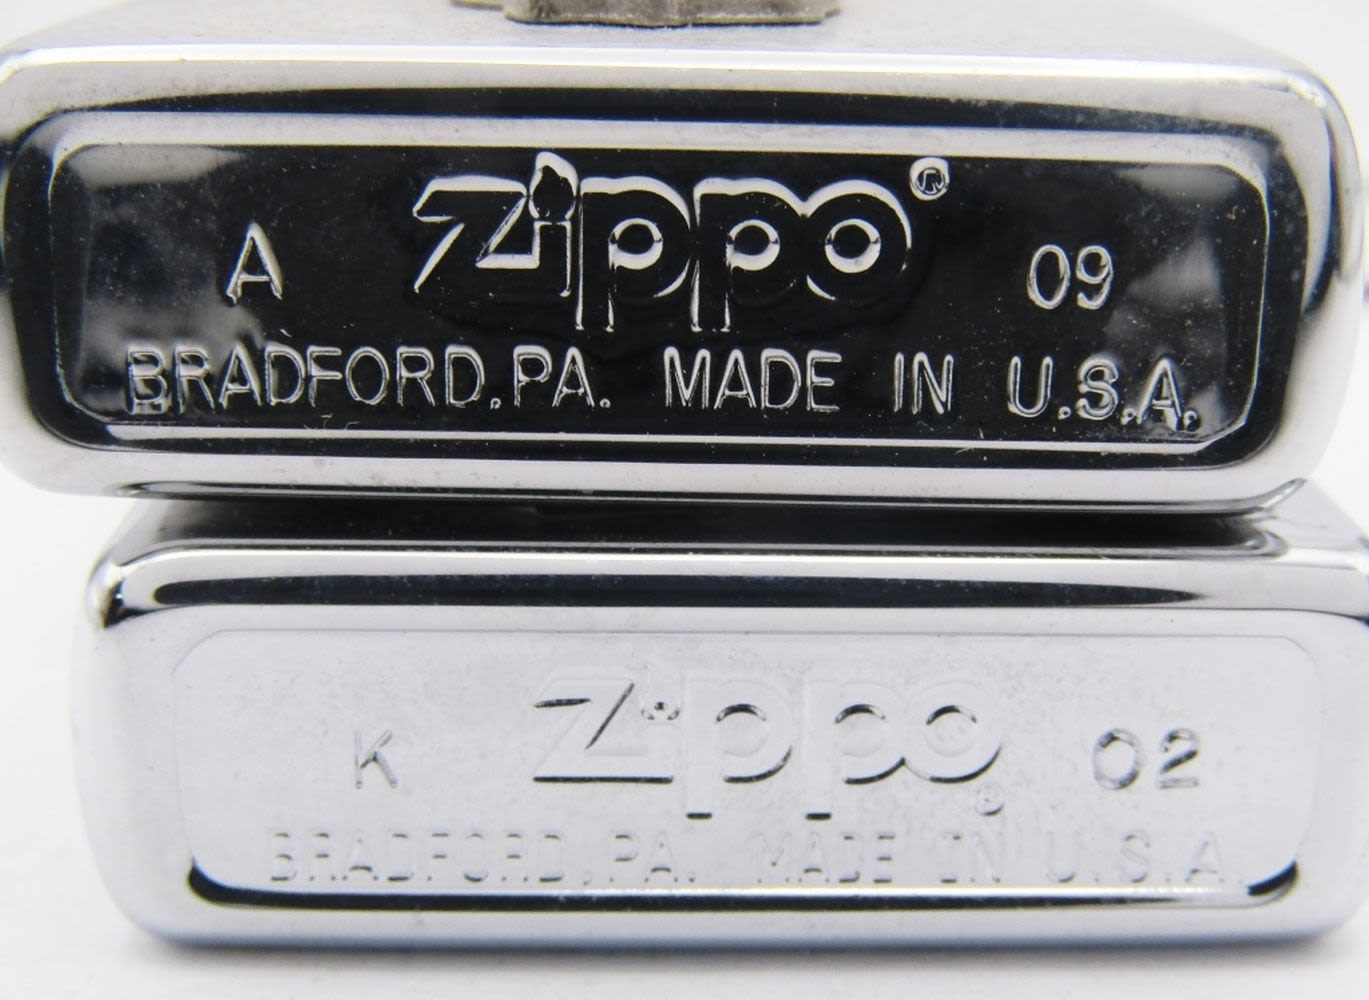 A Zippo® 09
BRADFORD,PA. MADE IN U.S.A.
K Zippo® 02
BRADFORD,PA. MADE IN U.S.A